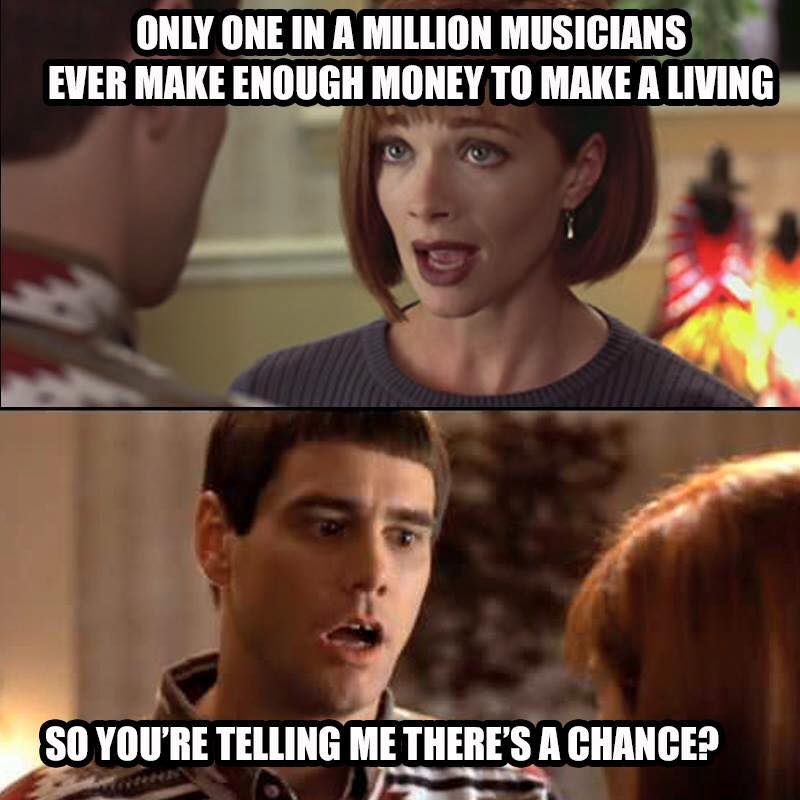 ONLY ONE IN A MILLION MUSICIANS
EVER MAKE ENOUGH MONEY TO MAKE A LIVING
SO YOU'RE TELLING ME THERE'S A CHANCE?